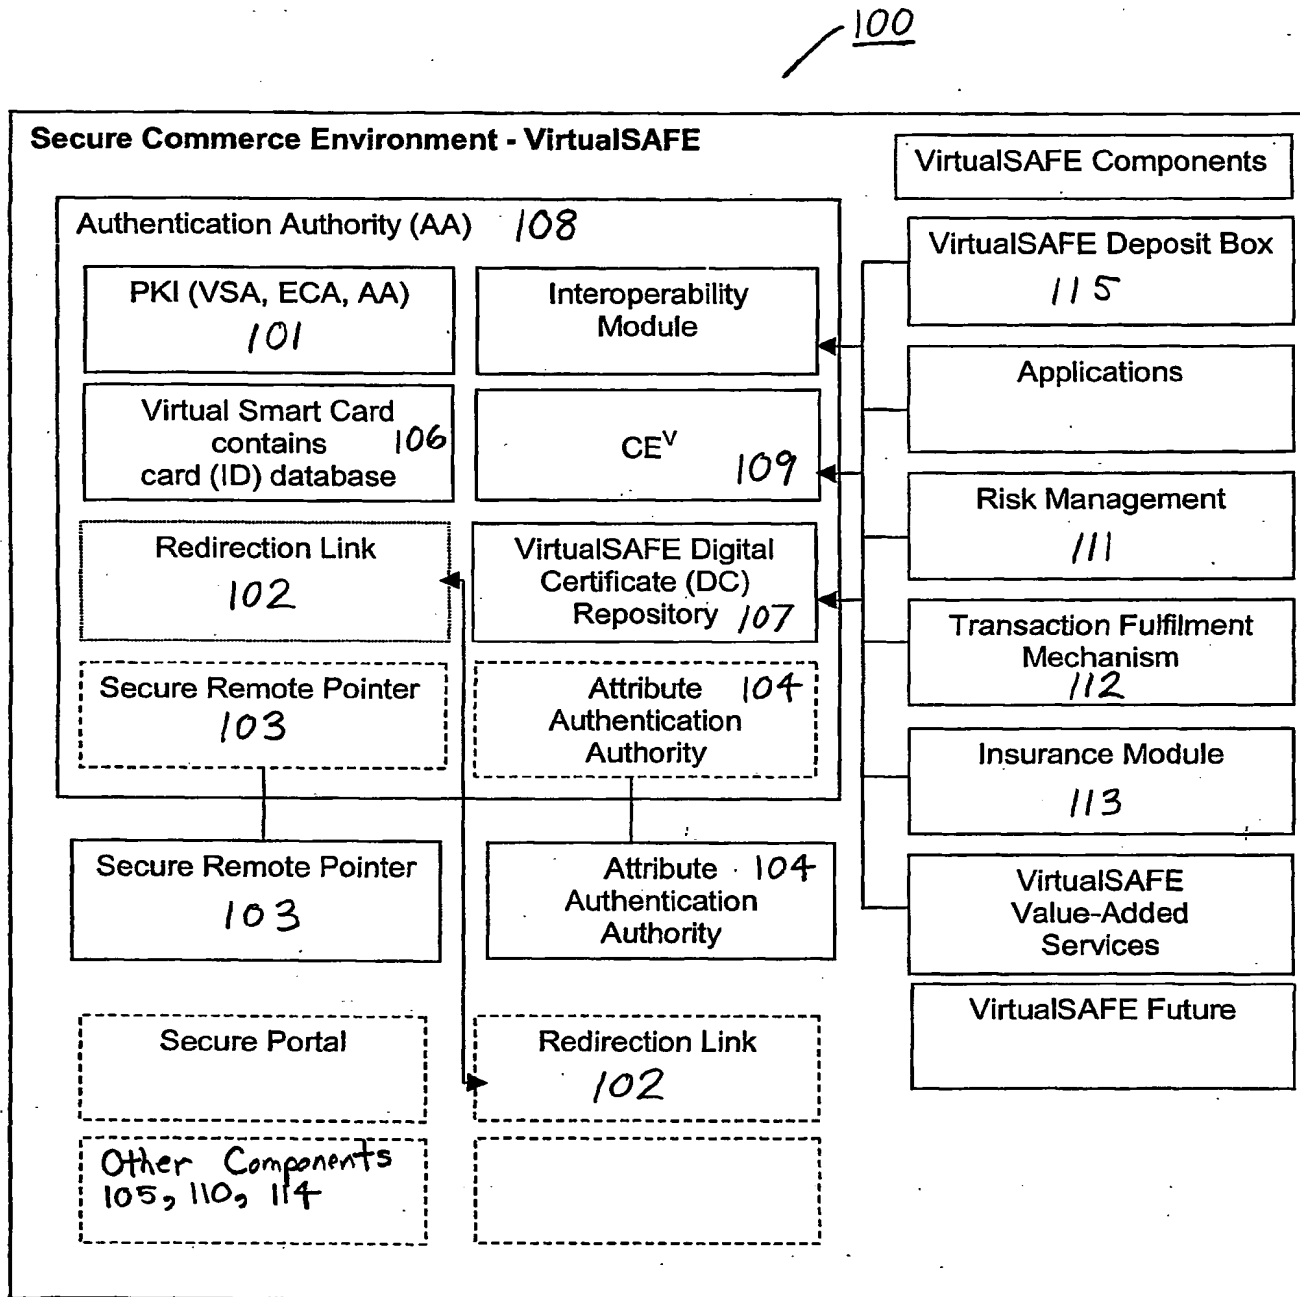 100
Secure Commerce Environment - VirtualSAFE
Authentication Authority (AA) 108
PKI (VSA, ECA, AA)
101
Interoperability
Module
Virtual Smart Card
contains 106
card (ID) database
CEV
109
Redirection Link
102
VirtualSAFE Digital
Certificate (DC)
Repository 107
Secure Remote Pointer
103
Attribute 104
Authentication
Authority
Secure Remote Pointer
103
Attribute 104
Authentication
Authority
Secure Portal
Redirection Link
102
Other Components
105, 110, 114
VirtualSAFE Components
VirtualSAFE Deposit Box
115
Applications
Risk Management
111
Transaction Fulfilment
Mechanism
112
Insurance Module
113
VirtualSAFE
Value-Added
Services
VirtualSAFE Future